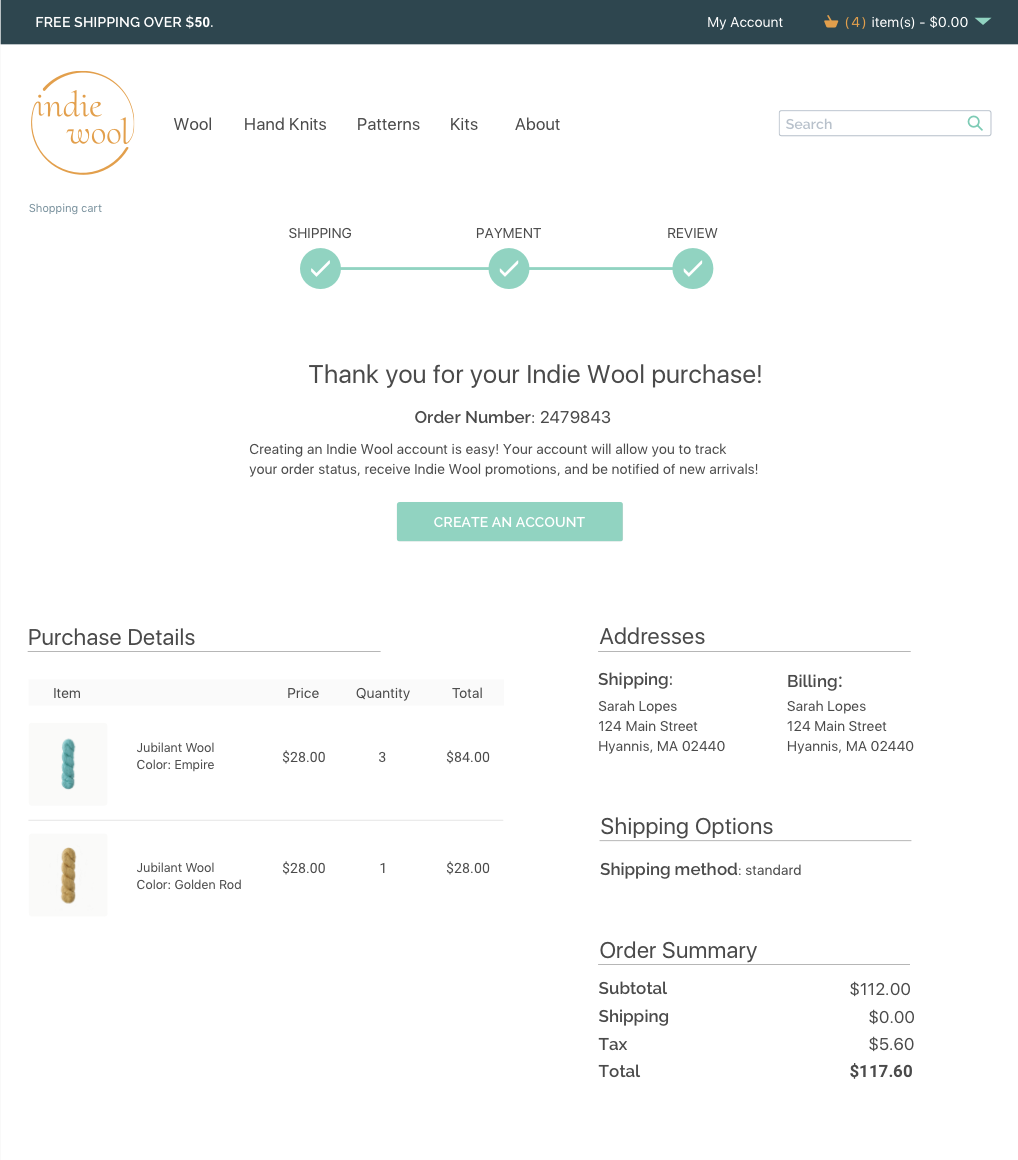 FREE SHIPPING OVER $50.
My Account
(4) item(s) - $0.00
indie
wool
Wool
Hand Knits
Patterns
Kits
About
Search
Shopping cart
SHIPPING
PAYMENT
REVIEW
Thank you for your Indie Wool purchase!
Order Number: 2479843
Creating an Indie Wool account is easy! Your account will allow you to track
your order status, receive Indie Wool promotions, and be notified of new arrivals!
CREATE AN ACCOUNT
Purchase Details
Item Price Quantity Total
Jubilant Wool
Color: Empire
$28.00 3 $84.00
Jubilant Wool
Color: Golden Rod
$28.00 1 $28.00
Addresses
Shipping:
Sarah Lopes
124 Main Street
Hyannis, MA 02440
Billing:
Sarah Lopes
124 Main Street
Hyannis, MA 02440
Shipping Options
Shipping method: standard
Order Summary
Subtotal $112.00
Shipping $0.00
Tax $5.60
Total $117.60